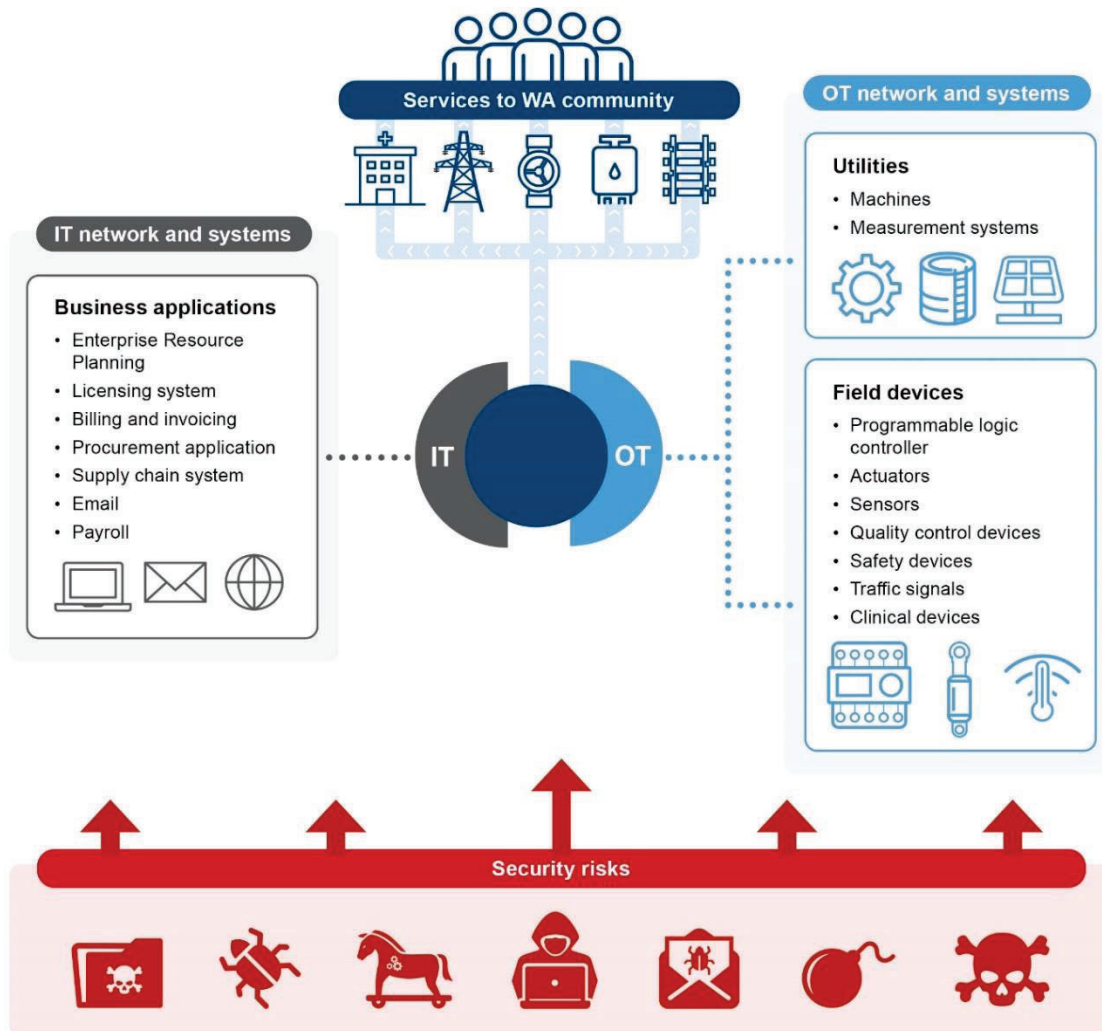 Services to WA community
OT network and systems
Utilities
• Machines
• Measurement systems
IT network and systems
Business applications
• Enterprise Resource
Planning
• Licensing system
• Billing and invoicing
• Procurement application
• Supply chain system
• Email
• Payroll
IT
OT
Field devices
• Programmable logic
controller
• Actuators
• Sensors
• Quality control devices
• Safety devices
• Traffic signals
• Clinical devices
Security risks